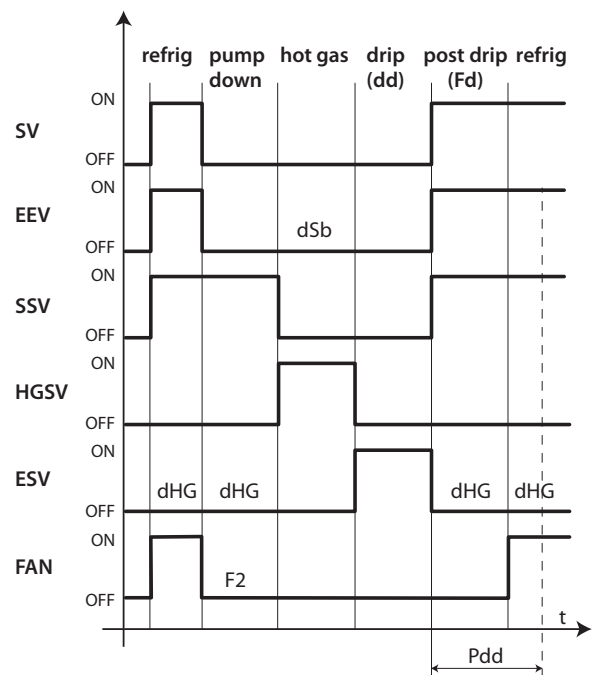 refrig pump hot gas drip post drip refrig
down (dd) (Fd)
ON
SV
OFF
ON
EEV
dSb
OFF
ON
SSV
OFF
ON
HGSV
OFF
ON
ESV
dHG dHG dHG dHG
OFF
ON
FAN
F2
OFF
t
Pdd